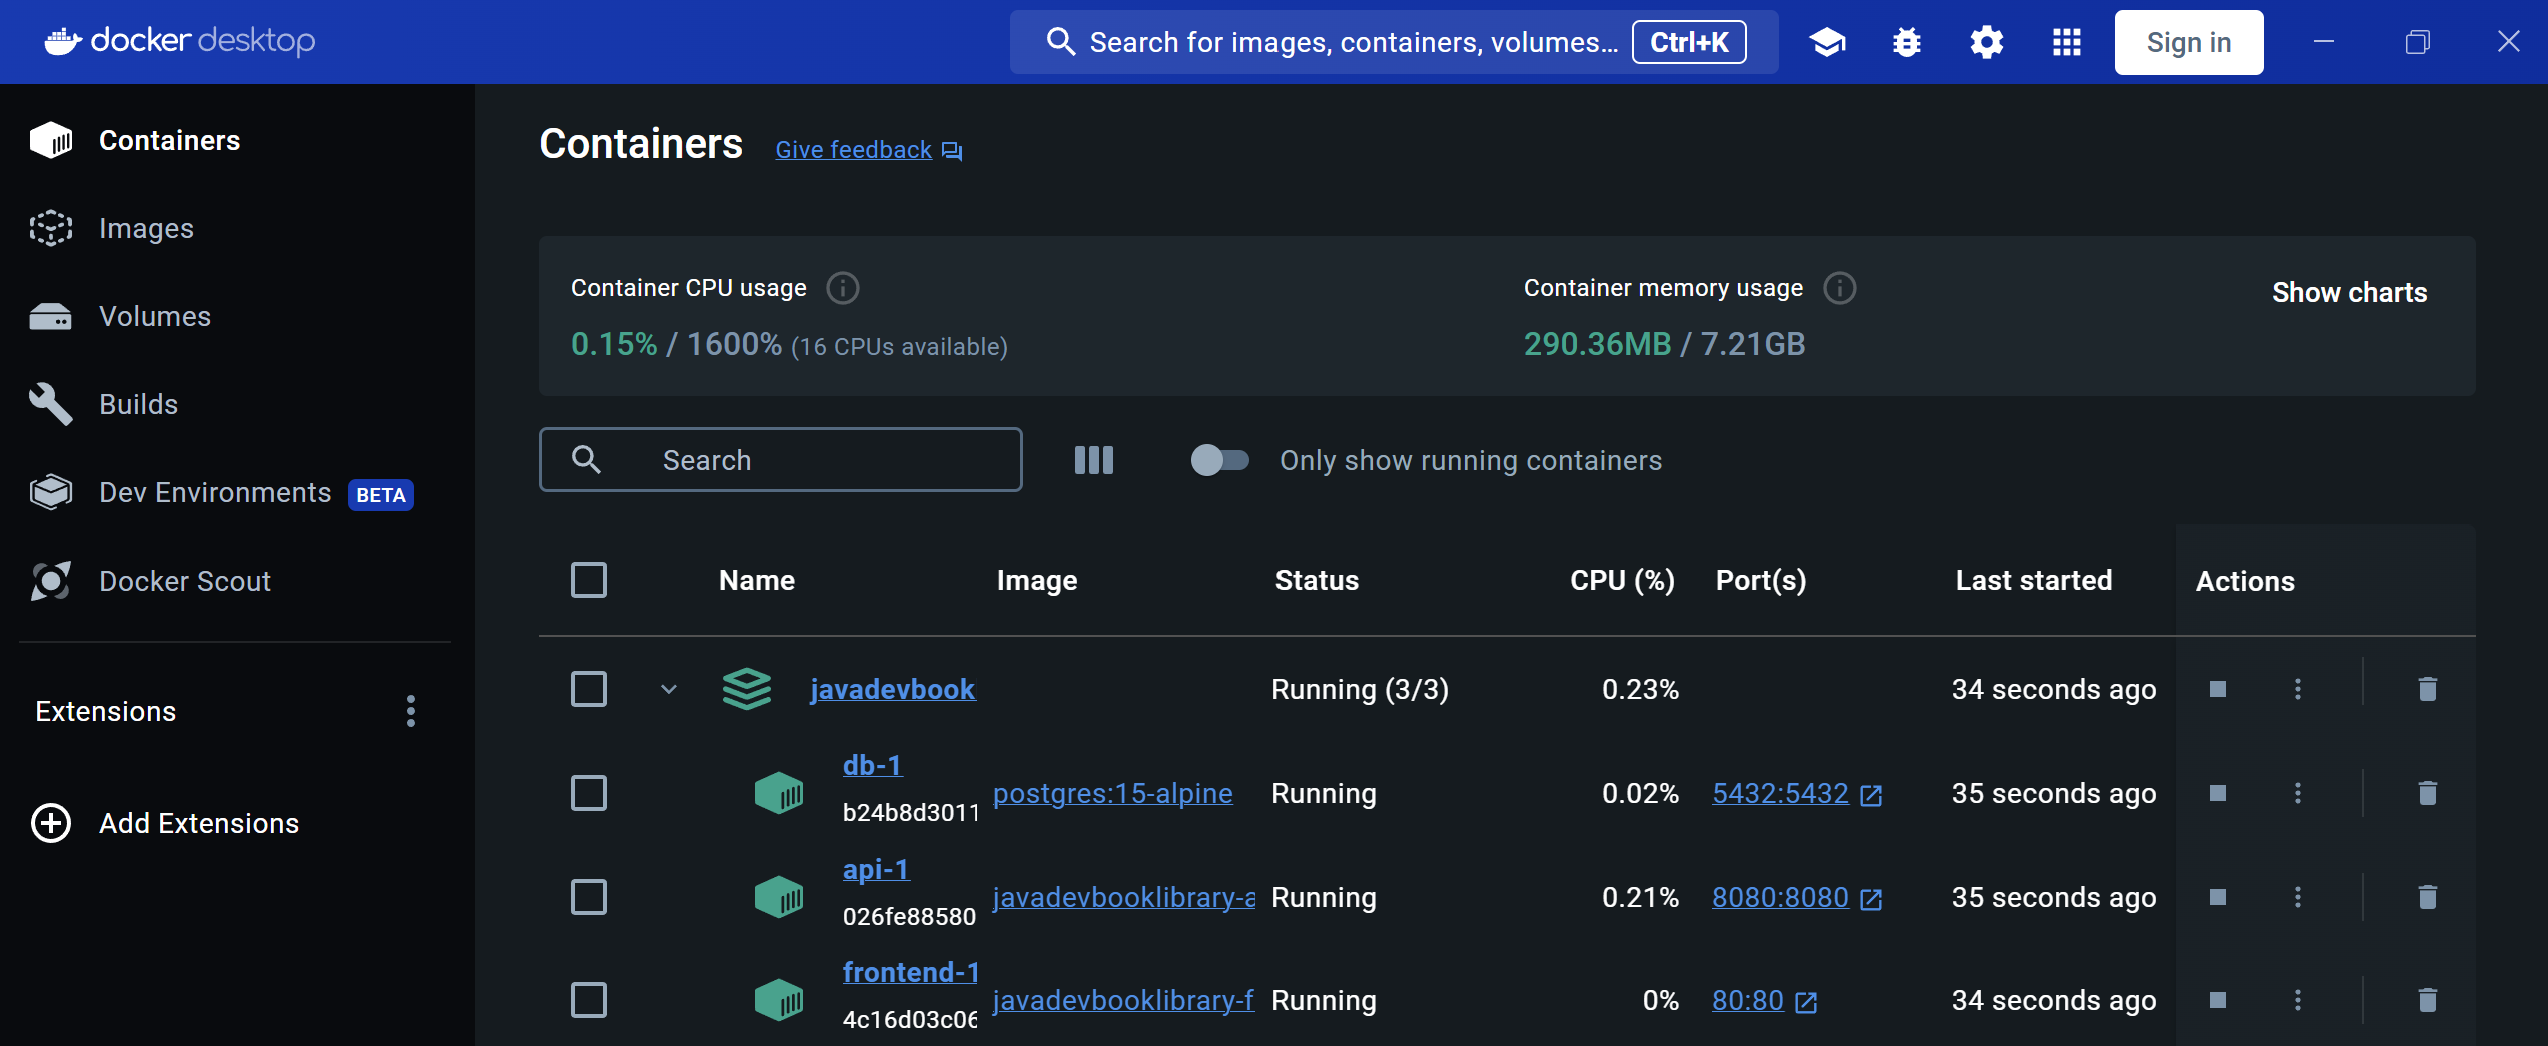 docker desktop
Search for images, containers, volumes... Ctrl+K
Sign in
Containers
Images
Volumes
Builds
Dev Environments BETA
Docker Scout
Extensions
Add Extensions
Containers Give feedback
Container CPU usage
0.15% / 1600% (16 CPUs available)
Container memory usage
290.36MB / 7.21GB
Show charts
Search
Only show running containers
Name Image Status CPU (%) Port(s) Last started Actions
javadevbook Running (3/3) 0.23% 34 seconds ago
db-1
b24b8d3011 postgres:15-alpine Running 0.02% 5432:5432 35 seconds ago
api-1
026fe88580 javadevbooklibrary-a Running 0.21% 8080:8080 35 seconds ago
frontend-1
4c16d03c06 javadevbooklibrary-f Running 0% 80:80 34 seconds ago